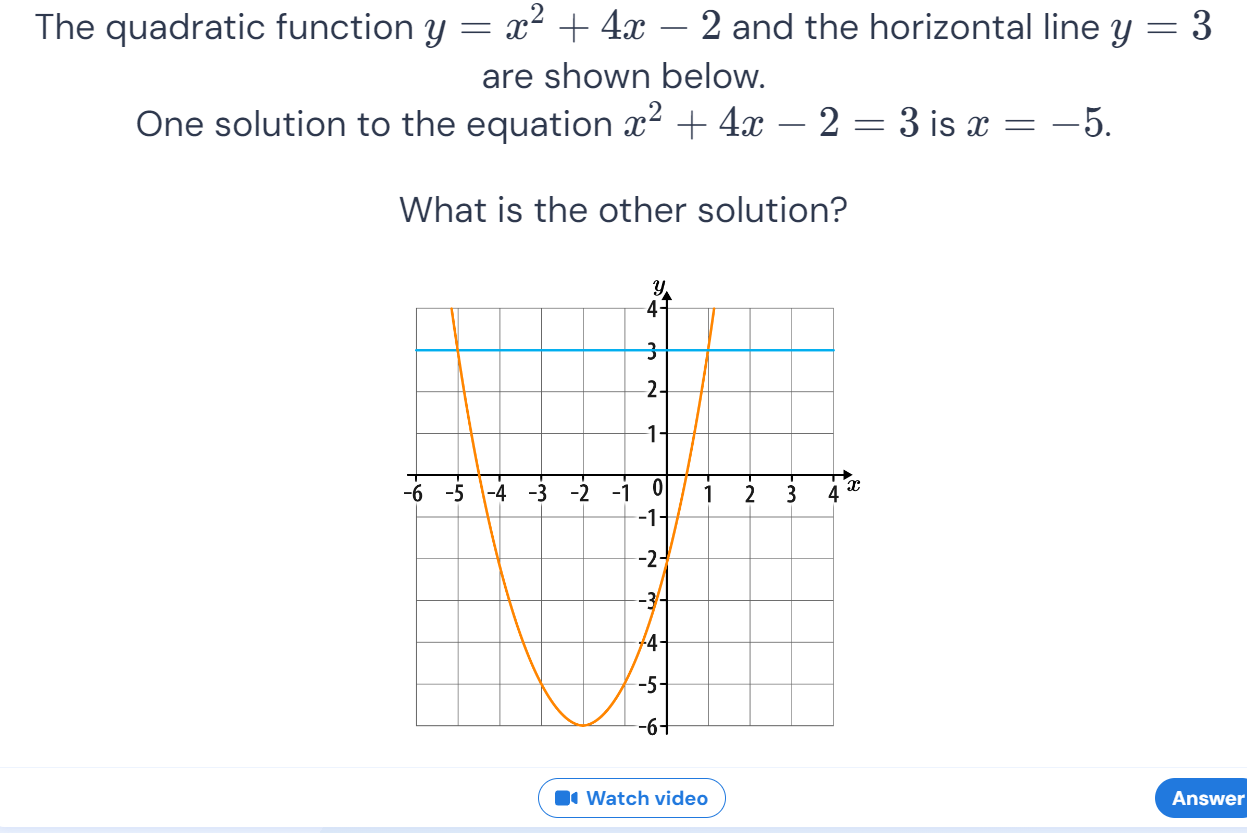 The quadratic function y = x² + 4x − 2 and the horizontal line y = 3
are shown below.
One solution to the equation x² + 4x − 2 = 3 is x = −5.
What is the other solution?
y
4
3
2
1
-6 -5 -4 -3 -2 -1 0 1 2 3 4 x
-1
-2
-3
-4
-5
-6
Watch video
Answer